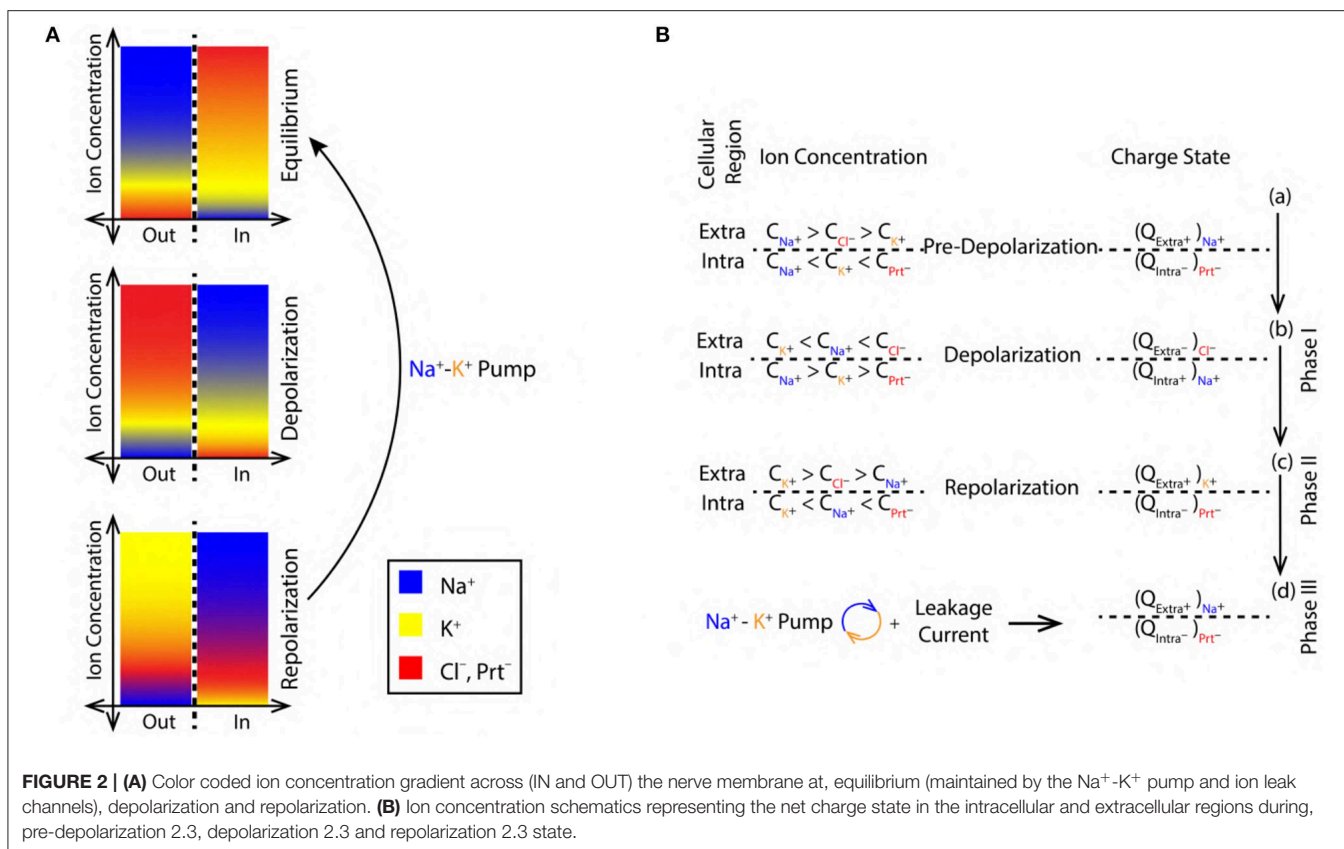 A
Ion Concentration
Equilibrium
Out In
Ion Concentration
Depolarization
Na⁺-K⁺ Pump
Ion Concentration
Repolarization
Out In
Na⁺
K⁺
Cl⁻, Prt⁻
B
Cellular
Region
Ion Concentration
Charge State
(a)
Extra C_Na⁺ > C_Cl⁻ > C_K⁺ (Q_Extra+)_Na⁺
Pre-Depolarization
Intra C_Na⁺ < C_K⁺ < C_Prt⁻ (Q_Intra-)_Prt⁻
(b)
Phase I
Extra C_K⁺ < C_Na⁺ < C_Cl⁻ (Q_Extra-)_Cl⁻
Depolarization
Intra C_Na⁺ > C_K⁺ > C_Prt⁻ (Q_Intra+)_Na⁺
(c)
Phase II
Extra C_K⁺ > C_Cl⁻ > C_Na⁺ (Q_Extra+)_K⁺
Repolarization
Intra C_K⁺ < C_Na⁺ < C_Prt⁻ (Q_Intra-)_Prt⁻
(d)
Phase III
Na⁺- K⁺ Pump + Leakage
Current
(Q_Extra+)_Na⁺
(Q_Intra-)_Prt⁻
FIGURE 2 | (A) Color coded ion concentration gradient across (IN and OUT) the nerve membrane at, equilibrium (maintained by the Na⁺-K⁺ pump and ion leak
channels), depolarization and repolarization. (B) Ion concentration schematics representing the net charge state in the intracellular and extracellular regions during,
pre-depolarization 2.3, depolarization 2.3 and repolarization 2.3 state.